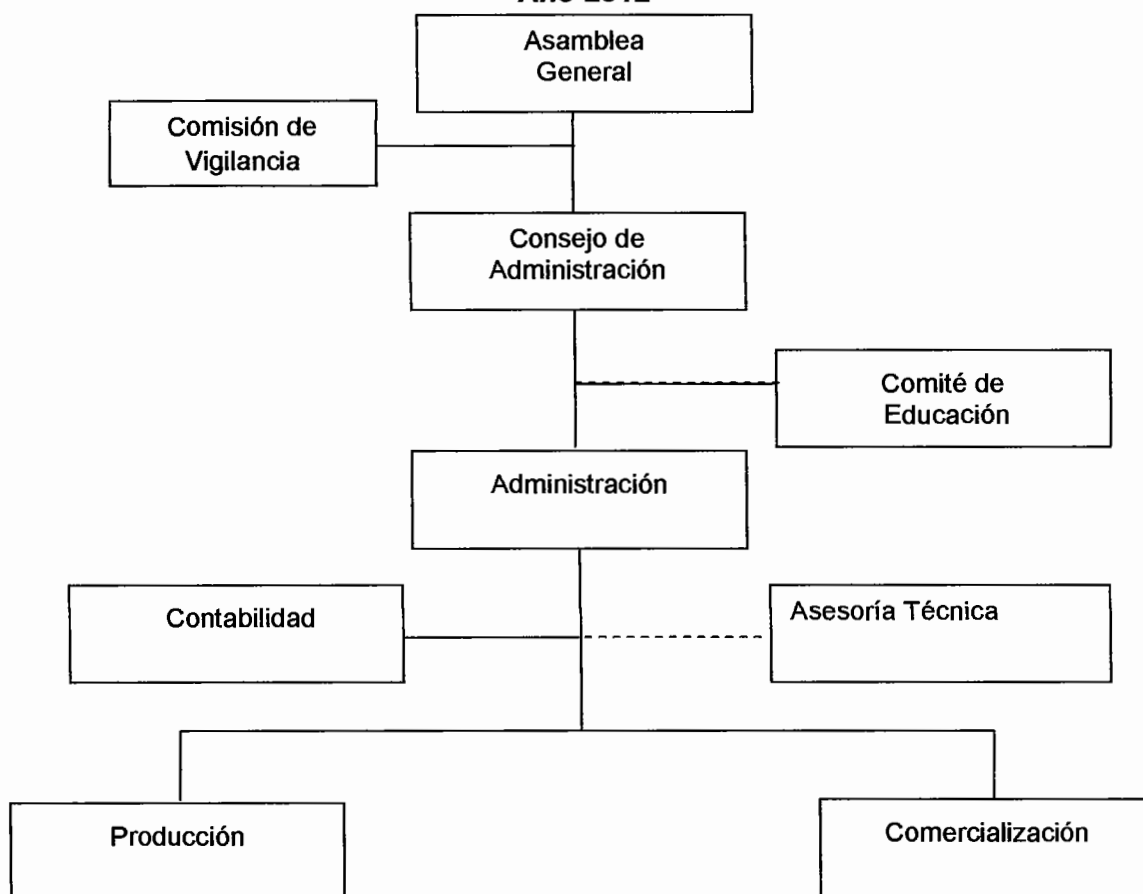 Asamblea
General
Comisión de
Vigilancia
Consejo de
Administración
Comité de
Educación
Administración
Contabilidad
Asesoría Técnica
Producción
Comercialización